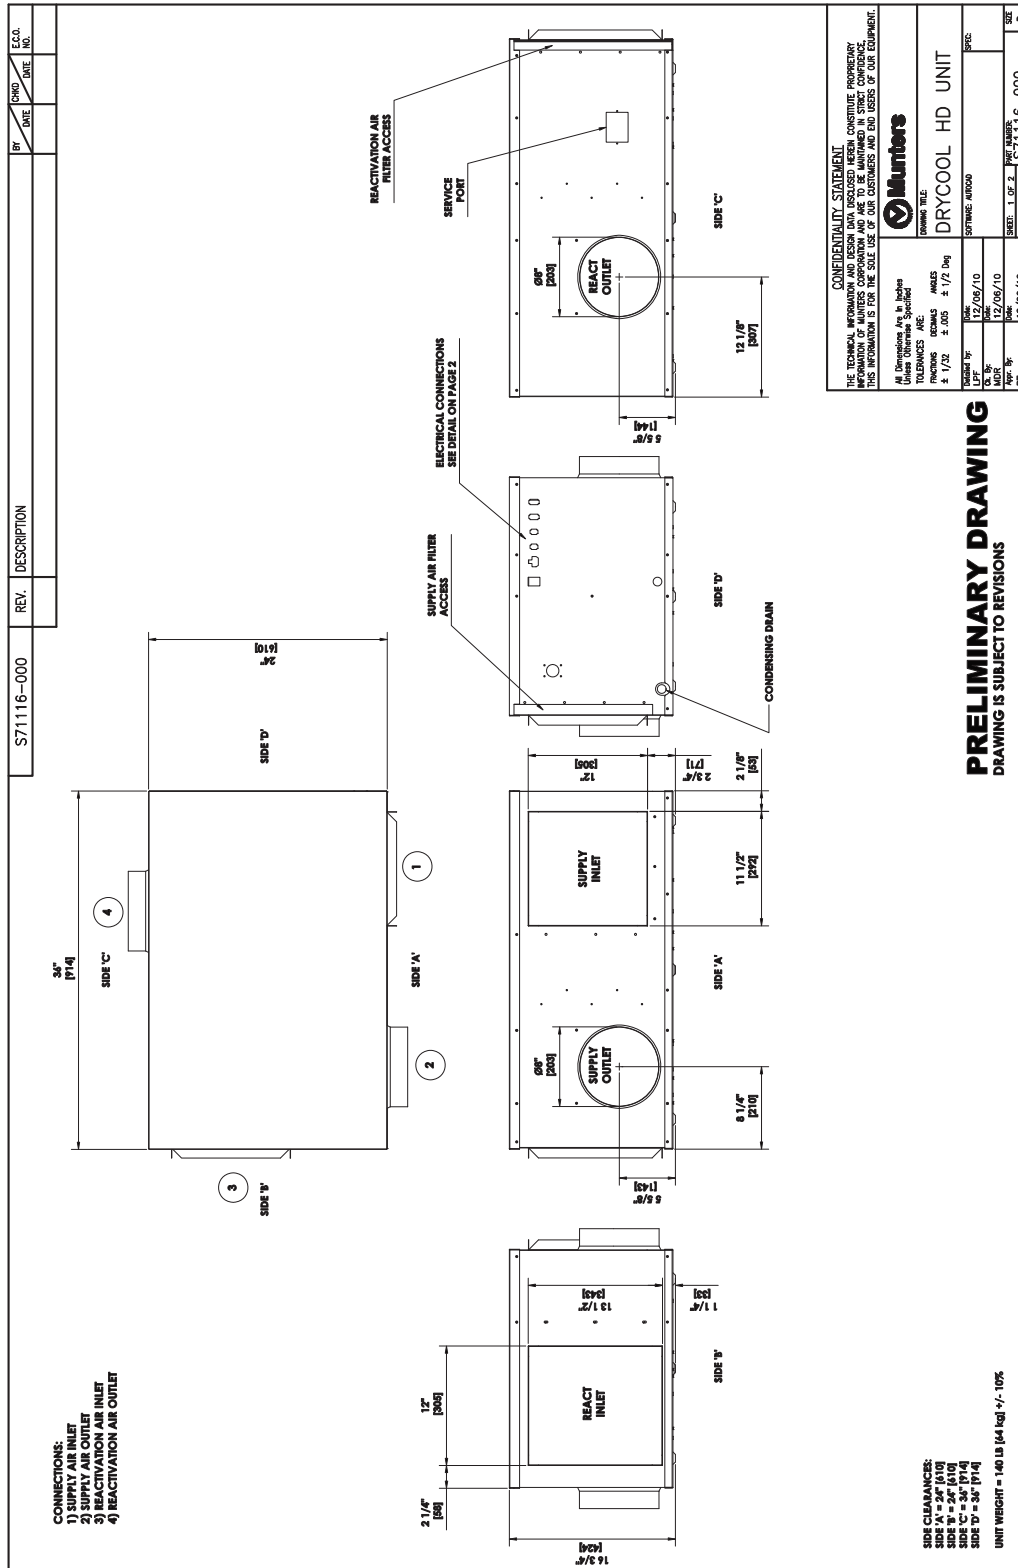 S71116-000
REV.
DESCRIPTION
BY
DATE
CHKD
DATE
E.C.O.
NO.
CONNECTIONS:
1) SUPPLY AIR INLET
2) SUPPLY AIR OUTLET
3) REACTIVATION AIR INLET
4) REACTIVATION AIR OUTLET
36"
[914]
4
SIDE 'C'
3
SIDE 'B'
SIDE 'A'
2
1
SIDE 'D'
24"
[610]
2 1/4"
[58]
12"
[305]
REACT
INLET
13 1/2"
[343]
1 1/4"
[33]
16 3/4"
[424]
SIDE 'B'
Ø8"
[203]
SUPPLY
OUTLET
5 5/8"
[143]
8 1/4"
[210]
SIDE 'A'
SUPPLY
INLET
12"
[305]
2 3/4"
[71]
11 1/2"
[292]
2 1/8"
[53]
SUPPLY AIR FILTER
ACCESS
ELECTRICAL CONNECTIONS
SEE DETAIL ON PAGE 2
CONDENSING DRAIN
SIDE 'D'
REACTIVATION AIR
FILTER ACCESS
SERVICE
PORT
Ø8"
[203]
REACT
OUTLET
5 5/8"
[144]
12 1/8"
[307]
SIDE 'C'
SIDE CLEARANCES:
SIDE 'A' = 24" [610]
SIDE 'B' = 24" [610]
SIDE 'C' = 36" [914]
SIDE 'D' = 36" [914]
UNIT WEIGHT = 140 LB [64 kg] +/- 10%
PRELIMINARY DRAWING
DRAWING IS SUBJECT TO REVISIONS
CONFIDENTIALITY STATEMENT
THE TECHNICAL INFORMATION AND DESIGN DATA DISCLOSED HEREIN CONSTITUTE PROPRIETARY
INFORMATION OF MUNTERS CORPORATION AND ARE TO BE MAINTAINED IN STRICT CONFIDENCE.
THIS INFORMATION IS FOR THE SOLE USE OF OUR CUSTOMERS AND END USERS OF OUR EQUIPMENT.
All Dimensions Are In Inches
Unless Otherwise Specified
TOLERANCES ARE:
FRACTIONS DECIMALS ANGLES
± 1/32 ± .005 ± 1/2 Deg
Munters
DRAWING TITLE:
DRYCOOL HD UNIT
Detailed by:
LPF
Date:
12/06/10
Ck. By:
MDR
Date:
12/06/10
Appr. By:
Date:
SOFTWARE: AUTOCAD
SPEC:
SHEET: 1 OF 2
PART NUMBER:
S71116-000
SIZE